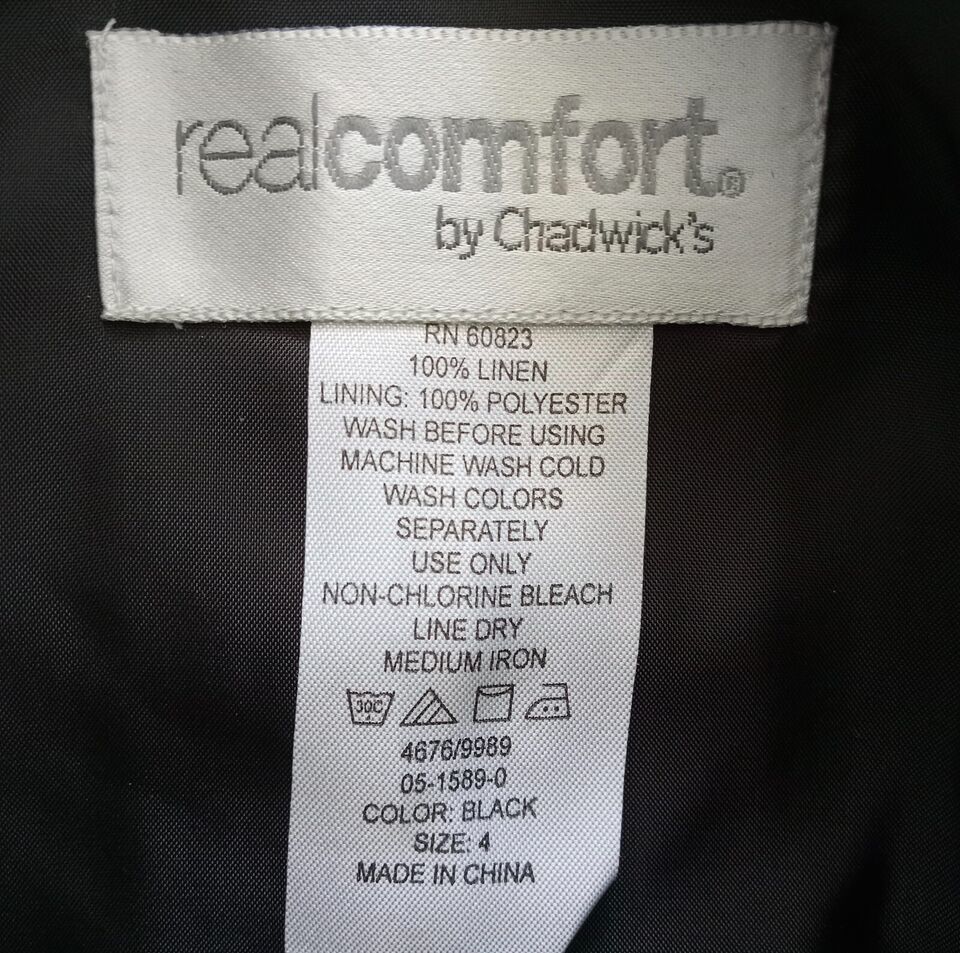 realcomfort®
by Chadwick's
RN 60823
100% LINEN
LINING: 100% POLYESTER
WASH BEFORE USING
MACHINE WASH COLD
WASH COLORS
SEPARATELY
USE ONLY
NON-CHLORINE BLEACH
LINE DRY
MEDIUM IRON
30C
4676/9989
05-1589-0
COLOR: BLACK
SIZE: 4
MADE IN CHINA